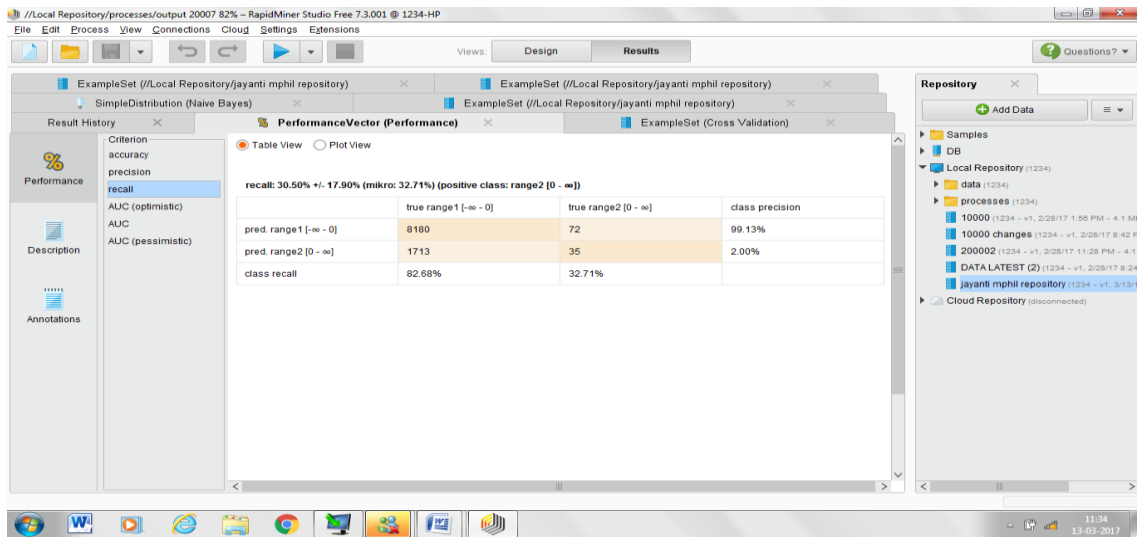 //Local Repository/processes/output 20007 82% – RapidMiner Studio Free 7.3.001 @ 1234-HP
File Edit Process View Connections Cloud Settings Extensions
Views: Design Results Questions?
ExampleSet (//Local Repository/jayanti mphil repository) ExampleSet (//Local Repository/jayanti mphil repository)
SimpleDistribution (Naive Bayes) ExampleSet (//Local Repository/jayanti mphil repository)
Result History PerformanceVector (Performance) ExampleSet (Cross Validation)
Performance
Description
Annotations
Criterion
accuracy
precision
recall
AUC (optimistic)
AUC
AUC (pessimistic)
Table View Plot View
recall: 30.50% +/- 17.90% (mikro: 32.71%) (positive class: range2 [0 - ∞])
true range1 [-∞ - 0] true range2 [0 - ∞] class precision
pred. range1 [-∞ - 0] 8180 72 99.13%
pred. range2 [0 - ∞] 1713 35 2.00%
class recall 82.68% 32.71%
Repository
Add Data
Samples
DB
Local Repository (1234)
data (1234)
processes (1234)
10000 (1234 - v1, 2/28/17 1:56 PM - 4.1 M
10000 changes (1234 - v1, 2/28/17 8:42 P
200002 (1234 - v1, 2/28/17 11:28 PM - 4.1
DATA LATEST (2) (1234 - v1, 2/28/17 8:24
jayanti mphil repository (1234 - v1, 3/13/1
Cloud Repository (disconnected)
11:34
13-03-2017